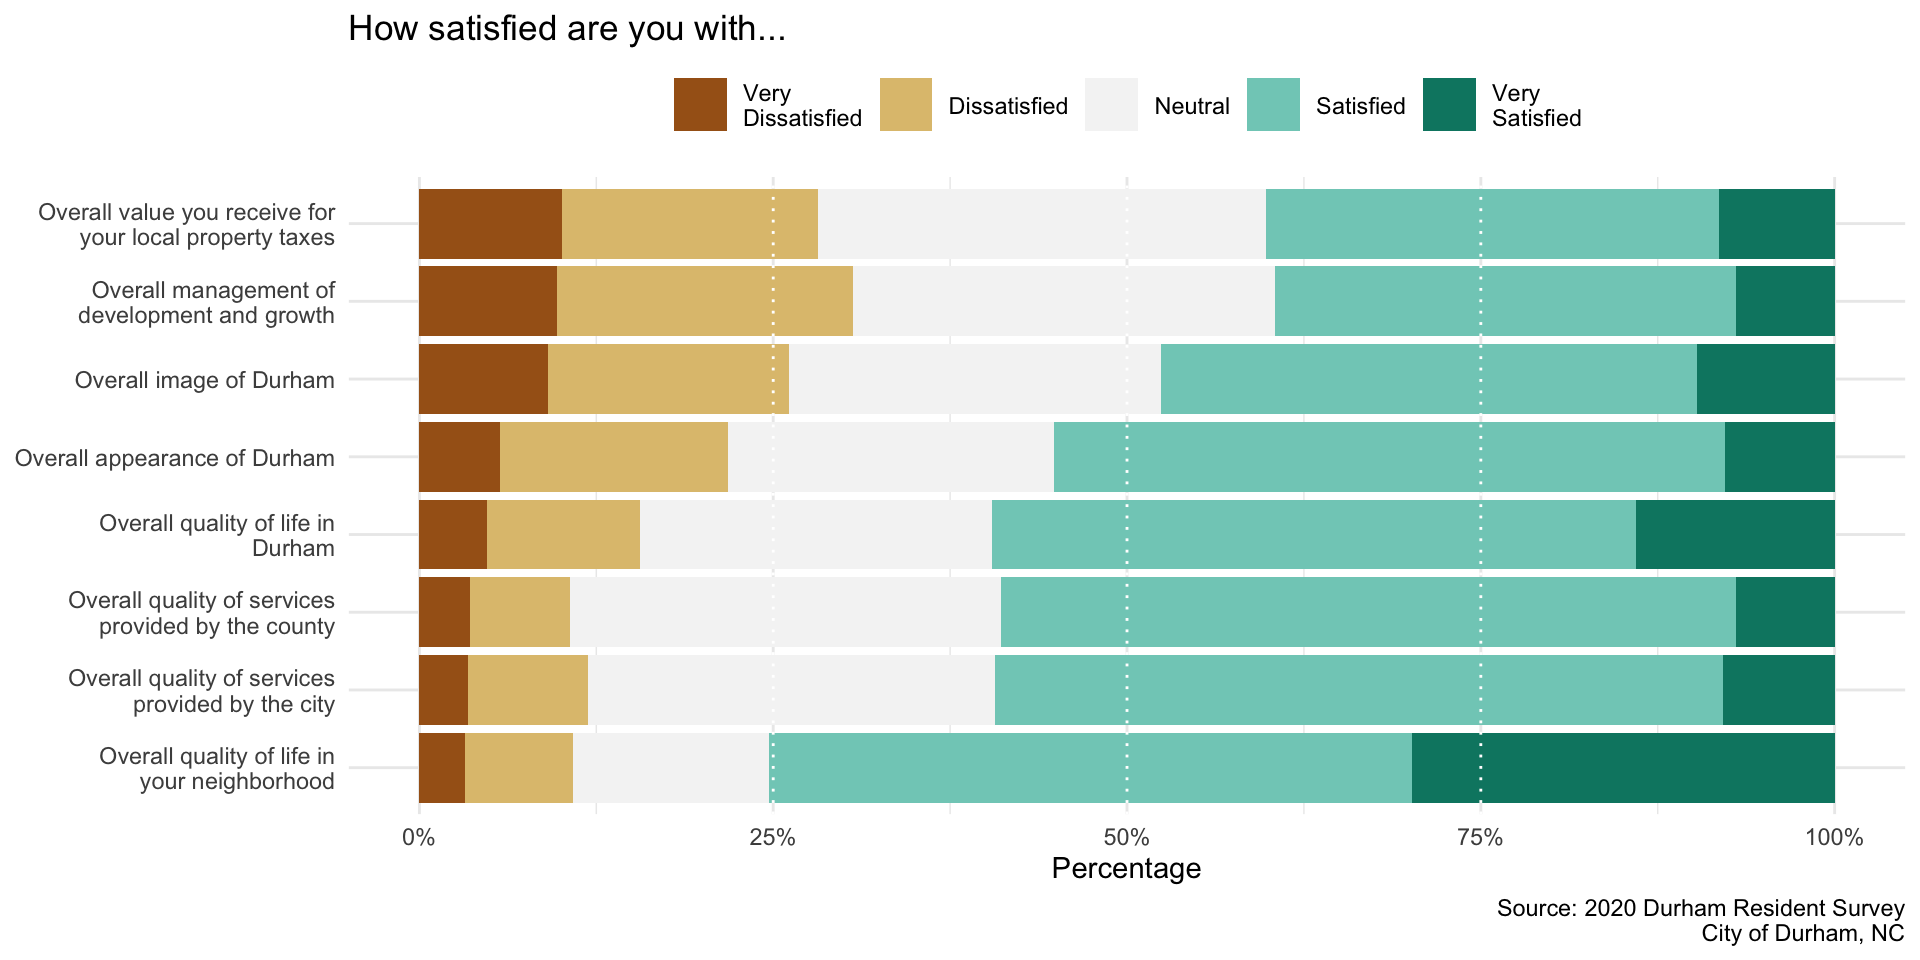 How satisfied are you with...
Very
Dissatisfied
Dissatisfied
Neutral
Satisfied
Very
Satisfied
Overall value you receive for
your local property taxes
Overall management of
development and growth
Overall image of Durham
Overall appearance of Durham
Overall quality of life in
Durham
Overall quality of services
provided by the county
Overall quality of services
provided by the city
Overall quality of life in
your neighborhood
0%
25%
50%
75%
100%
Percentage
Source: 2020 Durham Resident Survey
City of Durham, NC